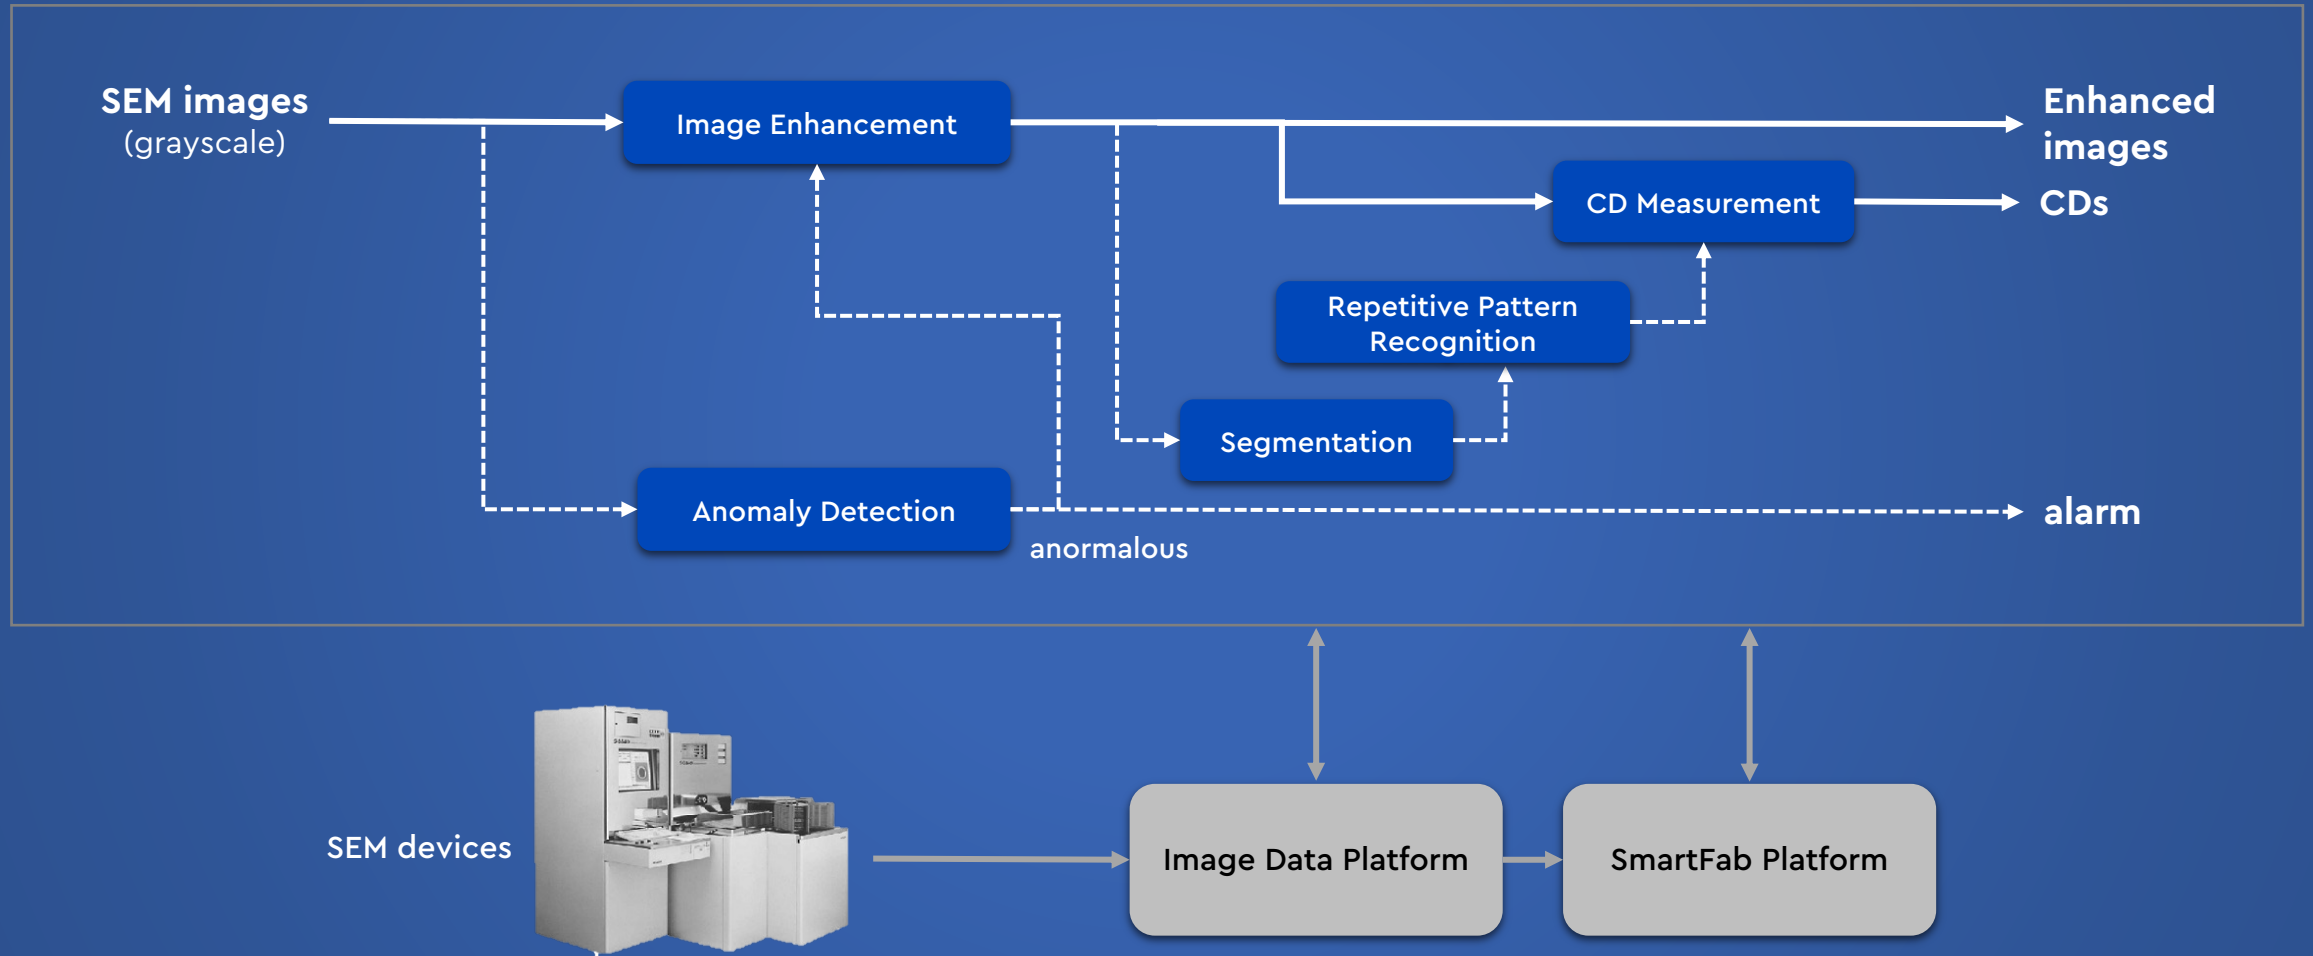 SEM images
(grayscale)
Image Enhancement
Enhanced
images
CD Measurement
CDs
Repetitive Pattern
Recognition
Segmentation
Anomaly Detection
anormalous
alarm
SEM devices
Image Data Platform
SmartFab Platform